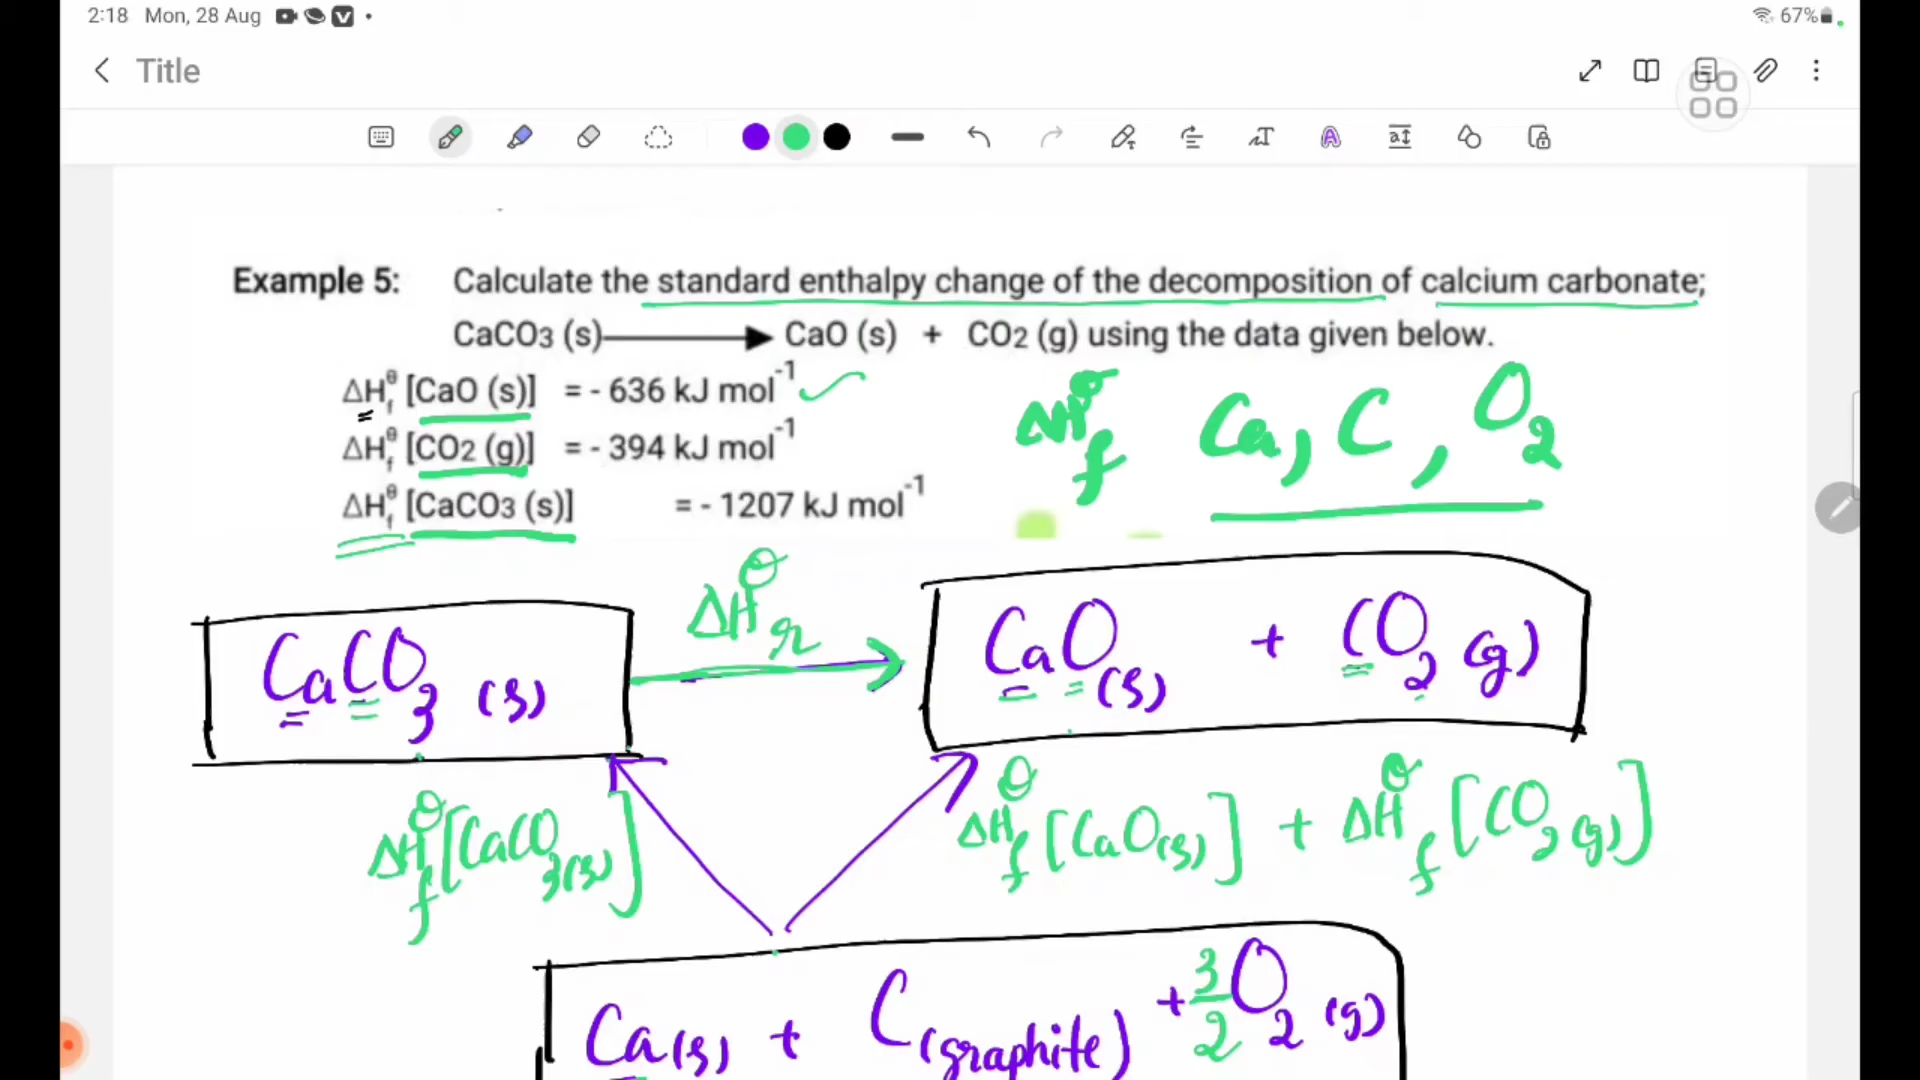 2:18 Mon, 28 Aug
67%
Title
Example 5: Calculate the standard enthalpy change of the decomposition of calcium carbonate;
CaCO3 (s) → CaO (s) + CO2 (g) using the data given below.
ΔHf^θ [CaO (s)] = - 636 kJ mol^-1 ✓
ΔHf^θ [CO2 (g)] = - 394 kJ mol^-1
ΔHf^θ [CaCO3 (s)] = - 1207 kJ mol^-1
ΔHf^θ Ca, C, O2
ΔHr^θ
CaCO3 (s) → CaO(s) + CO2 (g)
ΔHf^θ [CaCO3(s)]
ΔHf^θ [CaO(s)] + ΔHf^θ [CO2(g)]
Ca(s) + C(graphite) + 3/2 O2 (g)